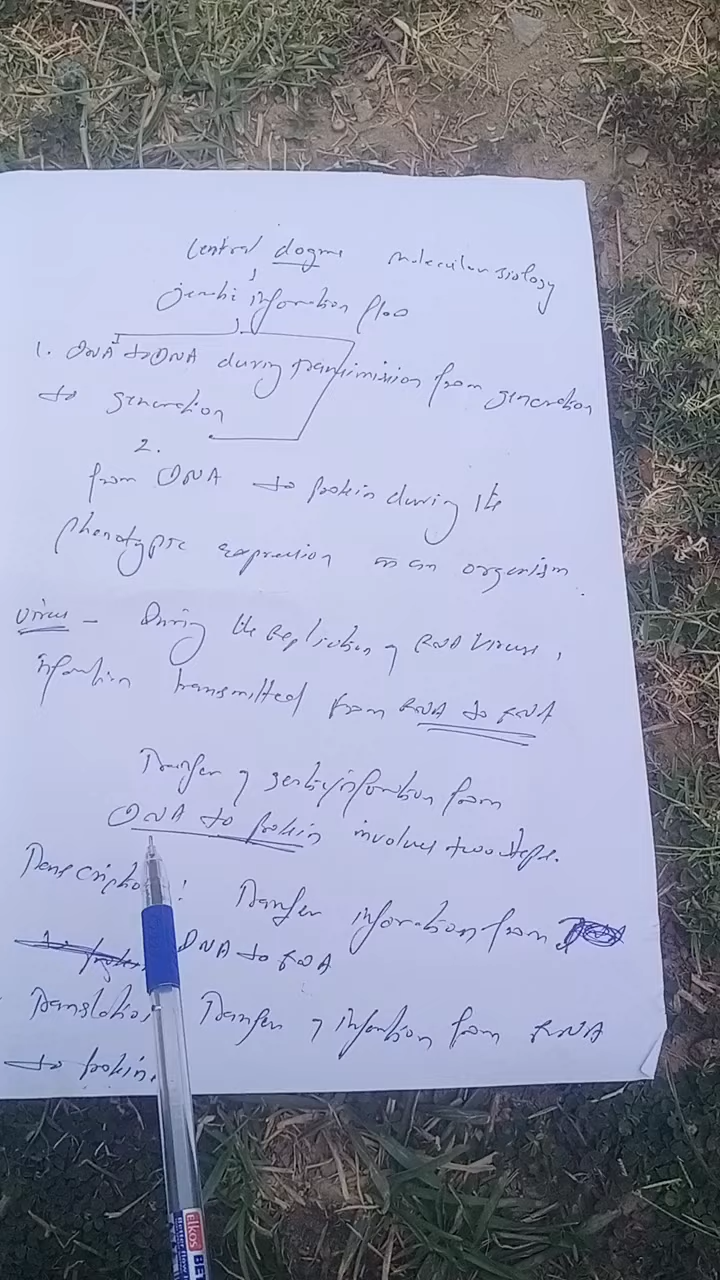 Central dogma molecular biology
genetic information flow
1. DNA to DNA during transmission from generation
to generation
2.
from DNA to protein during the
phenotypic expression in an organism.
Virus - During the Replication of RNA Virus,
information transmitted from RNA to RNA
Transfer of genetic information from
DNA to protein involves two steps.
Transcription: Transfer information from
DNA to RNA
Translation Transfer of information from RNA
to protein.
elkos
BE